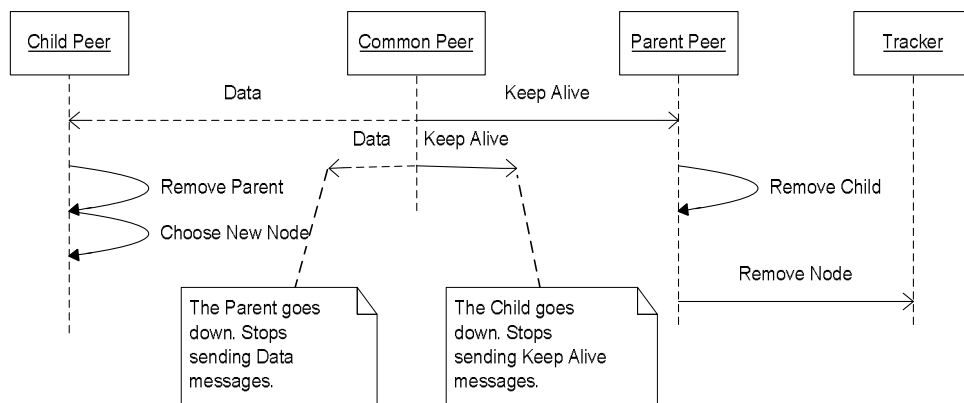 Child Peer
Common Peer
Parent Peer
Tracker
Data
Keep Alive
Data
Keep Alive
Remove Parent
Remove Child
Choose New Node
Remove Node
The Parent goes
down. Stops
sending Data
messages.
The Child goes
down. Stops
sending Keep Alive
messages.